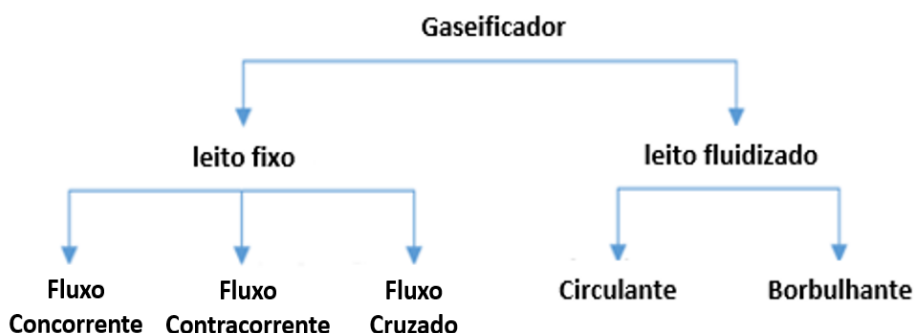 Gaseificador
leito fixo
leito fluidizado
Fluxo
Concorrente
Fluxo
Contracorrente
Fluxo
Cruzado
Circulante
Borbulhante